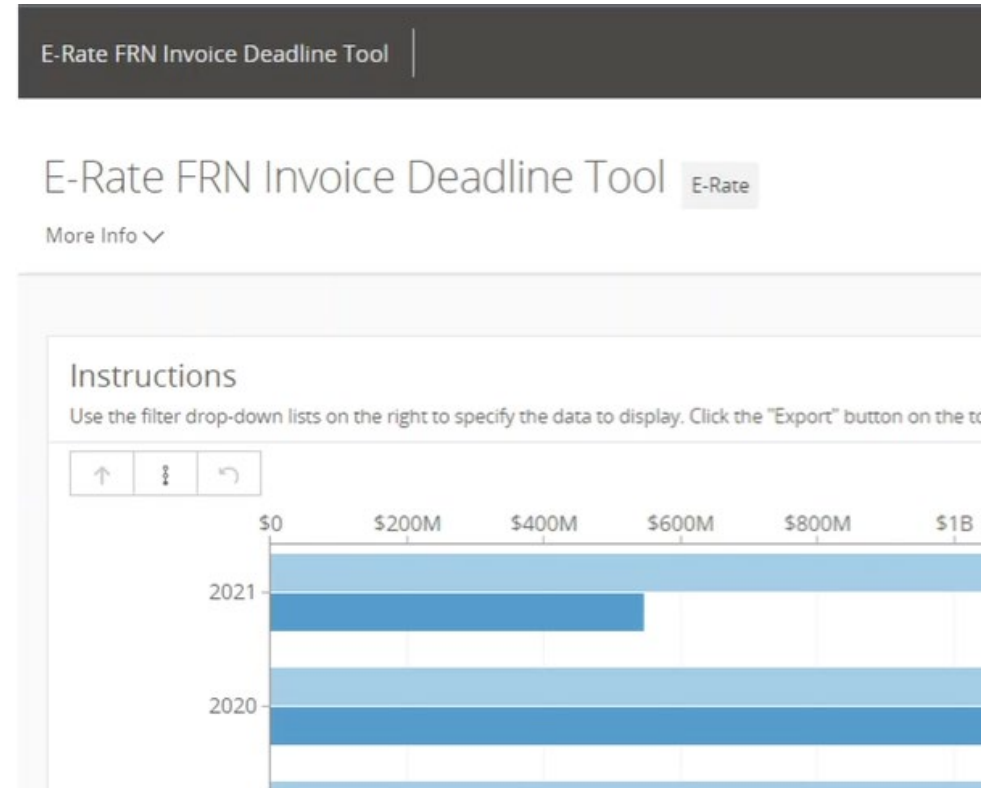 E-Rate FRN Invoice Deadline Tool
E-Rate FRN Invoice Deadline Tool E-Rate
More Info
Instructions
Use the filter drop-down lists on the right to specify the data to display. Click the "Export" button on the
$0 $200M $400M $600M $800M $1B
2021
2020